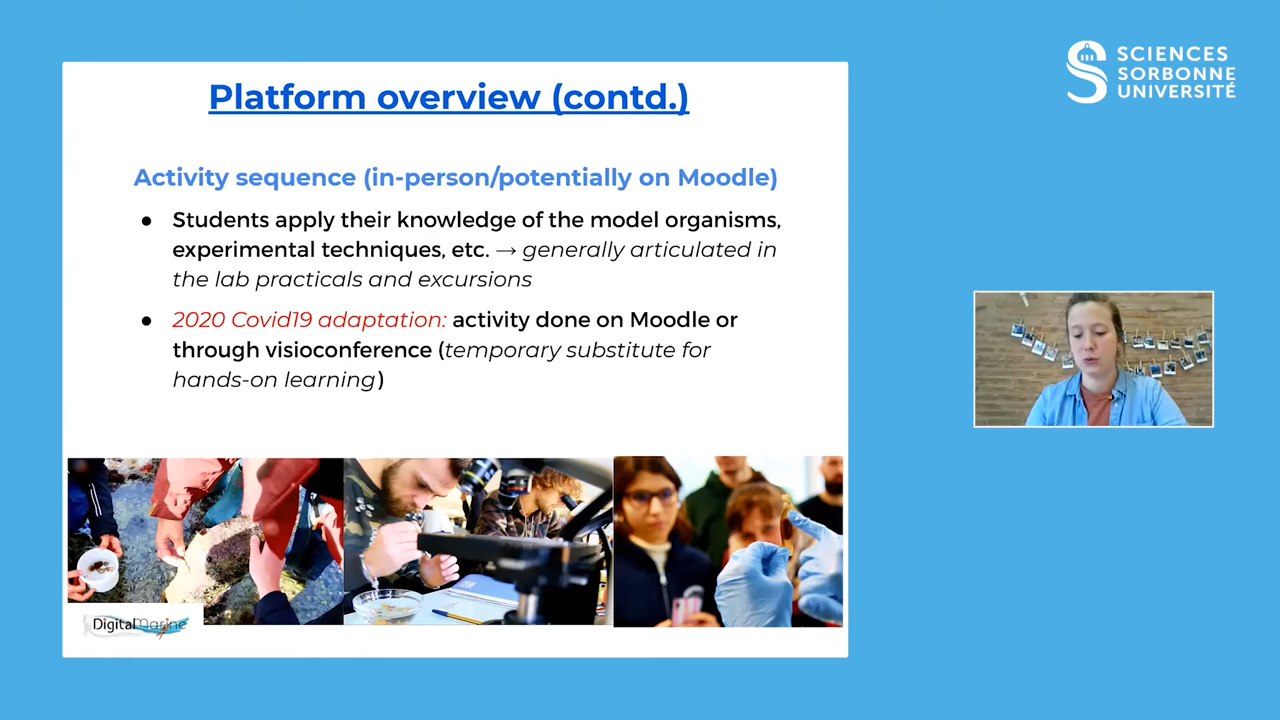 Platform overview (contd.)
Activity sequence (in-person/potentially on Moodle)
● Students apply their knowledge of the model organisms,
experimental techniques, etc. → generally articulated in
the lab practicals and excursions
● 2020 Covid19 adaptation: activity done on Moodle or
through visioconference (temporary substitute for
hands-on learning)
DigitalMarine
SCIENCES
SORBONNE
UNIVERSITÉ